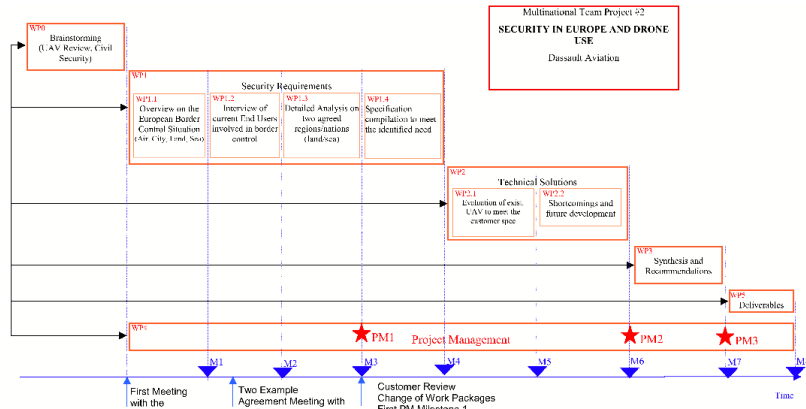 Multinational Team Project #2
SECURITY IN EUROPE AND DRONE
USE
Dassault Aviation
WP0
Brainstorming
(UAV Review, Civil
Security)
WP1
Security Requirements
WP1.1
Overview on the
European Border
Control Situation
(Air, City, Land, Sea)
WP1.2
Interview of
current End Users
involved in border
control
WP1.3
Detailed Analysis on
two agreed
regions/nations
(land/sea)
WP1.4
Specification
compilation to meet
the identified need
WP2
Technical Solutions
WP2.1
Evaluation of exist.
UAV to meet the
customer spec
WP2.2
Shortcomings and
future development
WP3
Synthesis and
Recommendations
WP5
Deliverables
WP4
PM1
Project Management
PM2
PM3
M1
M2
M3
M4
M5
M6
M7
M8
First Meeting
with the
Two Example
Agreement Meeting with
Customer Review
Change of Work Packages
First PM Milestone 1
Time